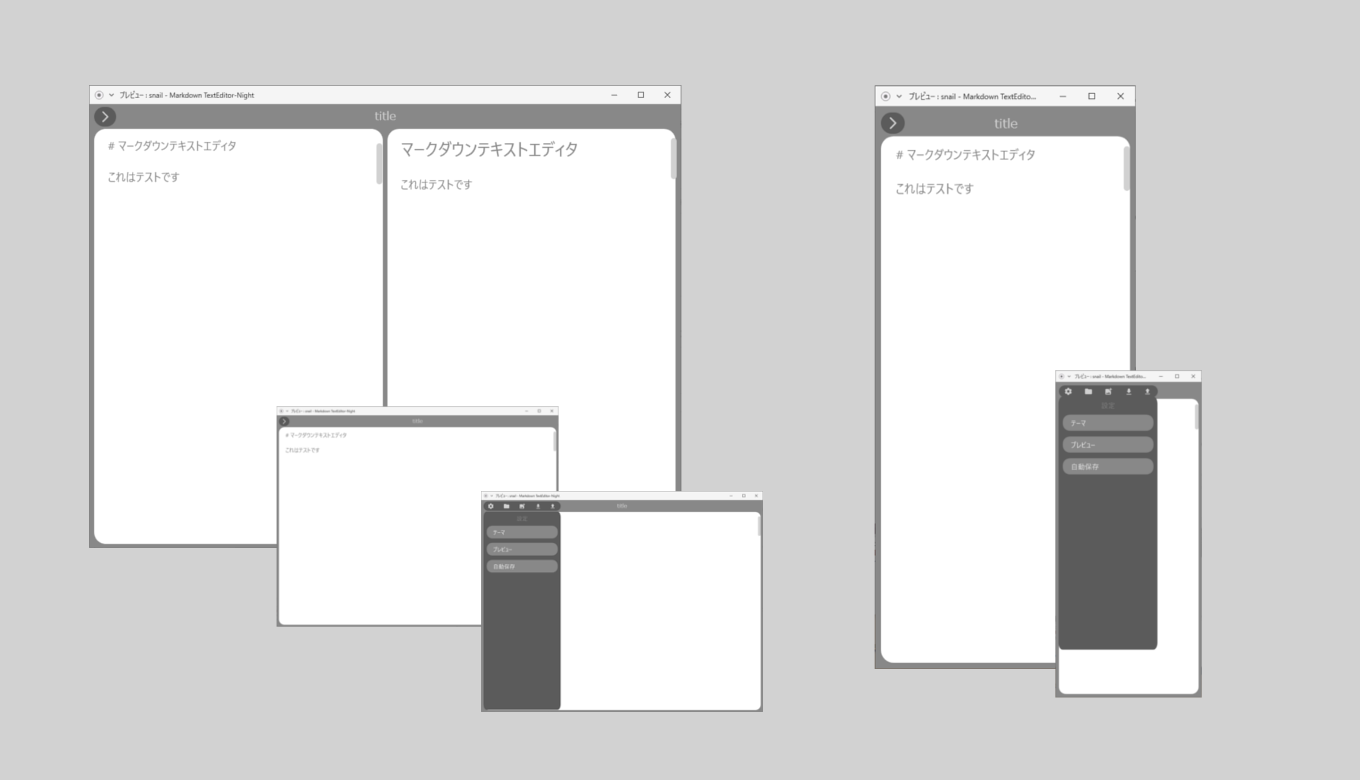 プレビュー : snail - Markdown TextEditor-Night
title
# マークダウンテキストエディタ
これはテストです
マークダウンテキストエディタ
これはテストです
プレビュー : snail - Markdown TextEditor-Night
title
# マークダウンテキストエディタ
これはテストです
プレビュー : snail - Markdown TextEditor-Night
title
設定
テーマ
プレビュー
自動保存
プレビュー : snail - Markdown TextEdito...
title
# マークダウンテキストエディタ
これはテストです
プレビュー : snail - Markdown TextEdito...
設定
テーマ
プレビュー
自動保存